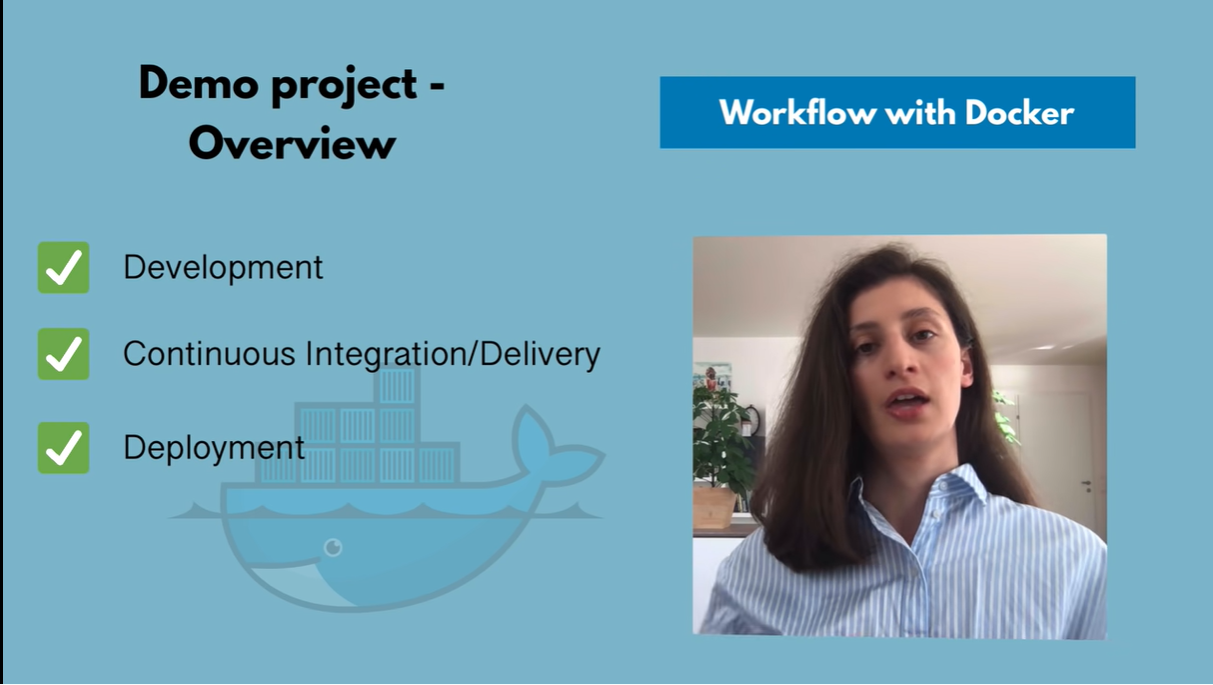 Demo project -
Overview
Workflow with Docker
Development
Continuous Integration/Delivery
Deployment